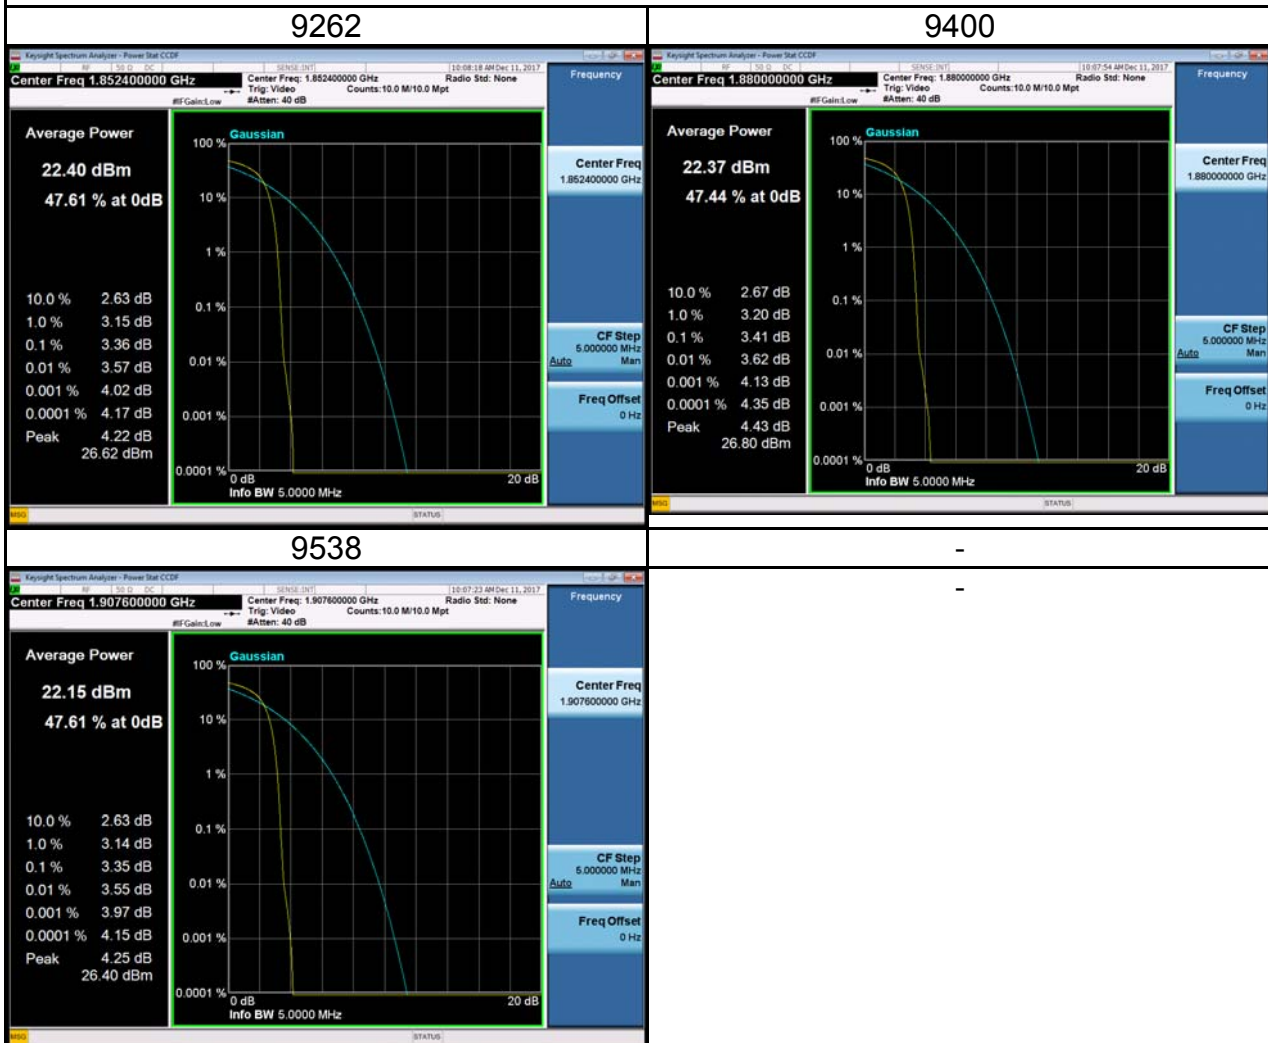 9262
9400
Keysight Spectrum Analyzer - Power Stat CCDF
RF 50 Ω DC SENSE:INT 10:08:18 AM Dec 11, 2017
Center Freq 1.852400000 GHz
Center Freq: 1.852400000 GHz Radio Std: None
Trig: Video Counts:10.0 M/10.0 Mpt
#IFGain:Low #Atten: 40 dB
Average Power
22.40 dBm
47.61 % at 0dB
10.0 % 2.63 dB
1.0 % 3.15 dB
0.1 % 3.36 dB
0.01 % 3.57 dB
0.001 % 4.02 dB
0.0001 % 4.17 dB
Peak 4.22 dB
26.62 dBm
Gaussian
100 %
10 %
1 %
0.1 %
0.01 %
0.001 %
0.0001 %
0 dB 20 dB
Info BW 5.0000 MHz
Frequency
Center Freq
1.852400000 GHz
CF Step
5.000000 MHz
Auto Man
Freq Offset
0 Hz
MSG STATUS
Keysight Spectrum Analyzer - Power Stat CCDF
RF 50 Ω DC SENSE:INT 10:07:54 AM Dec 11, 2017
Center Freq 1.880000000 GHz
Center Freq: 1.880000000 GHz Radio Std: None
Trig: Video Counts:10.0 M/10.0 Mpt
#IFGain:Low #Atten: 40 dB
Average Power
22.37 dBm
47.44 % at 0dB
10.0 % 2.67 dB
1.0 % 3.20 dB
0.1 % 3.41 dB
0.01 % 3.62 dB
0.001 % 4.13 dB
0.0001 % 4.35 dB
Peak 4.43 dB
26.80 dBm
Gaussian
100 %
10 %
1 %
0.1 %
0.01 %
0.001 %
0.0001 %
0 dB 20 dB
Info BW 5.0000 MHz
Frequency
Center Freq
1.880000000 GHz
CF Step
5.000000 MHz
Auto Man
Freq Offset
0 Hz
MSG STATUS
9538
-
Keysight Spectrum Analyzer - Power Stat CCDF
RF 50 Ω DC SENSE:INT 10:07:23 AM Dec 11, 2017
Center Freq 1.907600000 GHz
Center Freq: 1.907600000 GHz Radio Std: None
Trig: Video Counts:10.0 M/10.0 Mpt
#IFGain:Low #Atten: 40 dB
Average Power
22.15 dBm
47.61 % at 0dB
10.0 % 2.63 dB
1.0 % 3.14 dB
0.1 % 3.35 dB
0.01 % 3.55 dB
0.001 % 3.97 dB
0.0001 % 4.15 dB
Peak 4.25 dB
26.40 dBm
Gaussian
100 %
10 %
1 %
0.1 %
0.01 %
0.001 %
0.0001 %
0 dB 20 dB
Info BW 5.0000 MHz
Frequency
Center Freq
1.907600000 GHz
CF Step
5.000000 MHz
Auto Man
Freq Offset
0 Hz
MSG STATUS
-